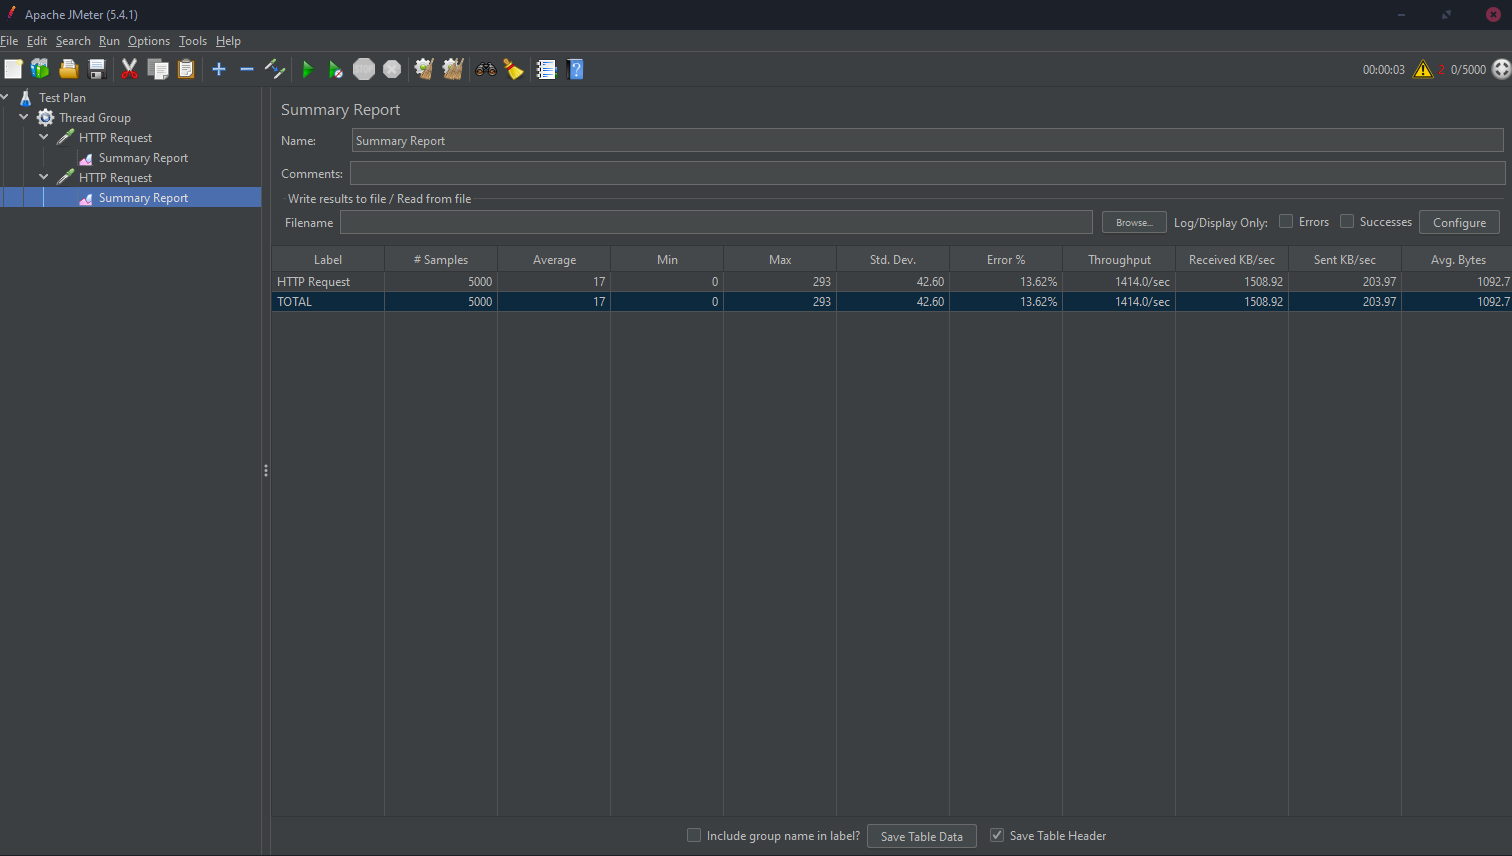 Apache JMeter (5.4.1)
File Edit Search Run Options Tools Help
00:00:03 2 0/5000
Test Plan
Thread Group
HTTP Request
Summary Report
HTTP Request
Summary Report
Summary Report
Name: Summary Report
Comments:
Write results to file / Read from file
Filename Browse... Log/Display Only: Errors Successes Configure
Label # Samples Average Min Max Std. Dev. Error % Throughput Received KB/sec Sent KB/sec Avg. Bytes
HTTP Request 5000 17 0 293 42.60 13.62% 1414.0/sec 1508.92 203.97 1092.7
TOTAL 5000 17 0 293 42.60 13.62% 1414.0/sec 1508.92 203.97 1092.7
Include group name in label? Save Table Data Save Table Header